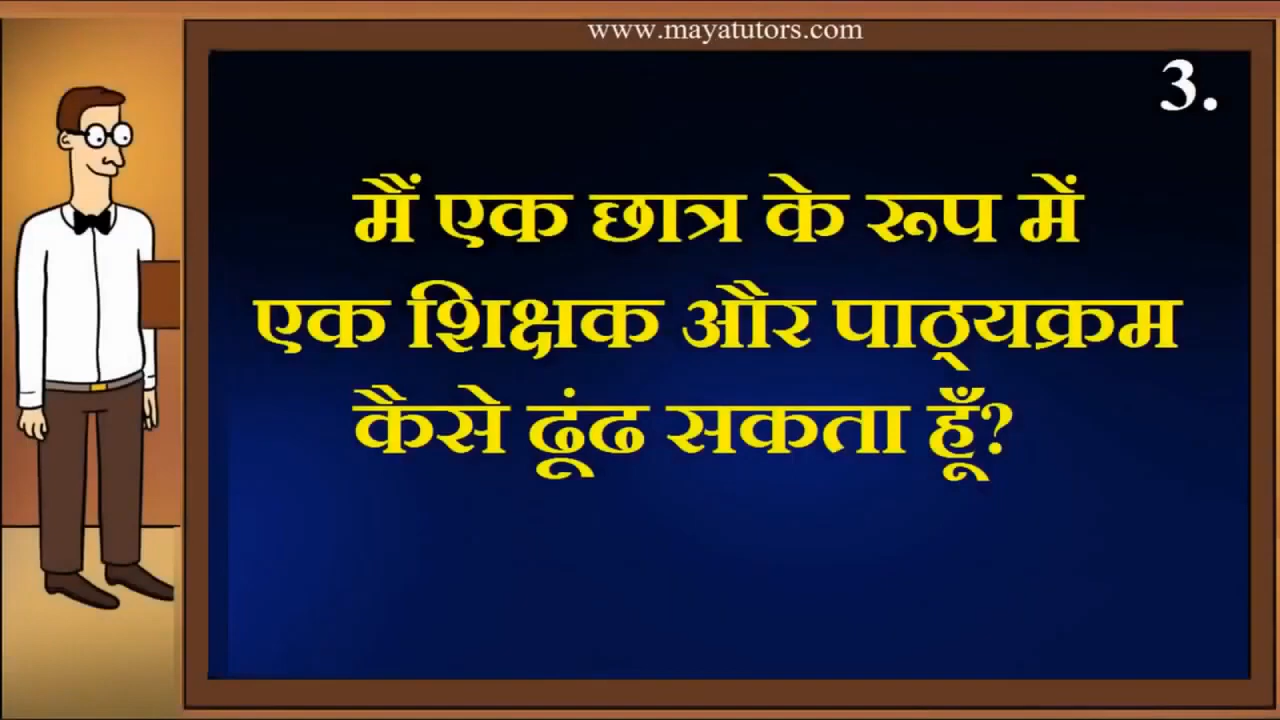 www.mayatutors.com
3.
मैं एक छात्र के रूप में
एक शिक्षक और पाठ्यक्रम
कैसे ढूंढ सकता हूँ?